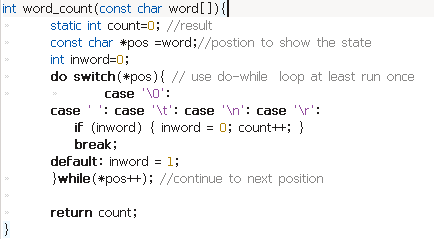 int word_count(const char word[]){
static int count=0; //result
const char *pos =word;//postion to show the state
int inword=0;
do switch(*pos){ // use do-while  loop at least run once
case '\0':
case ' ': case '\t': case '\n': case '\r':
if (inword) { inword = 0; count++; }
break;
default: inword = 1;
}while(*pos++); //continue to next position
return count;
}